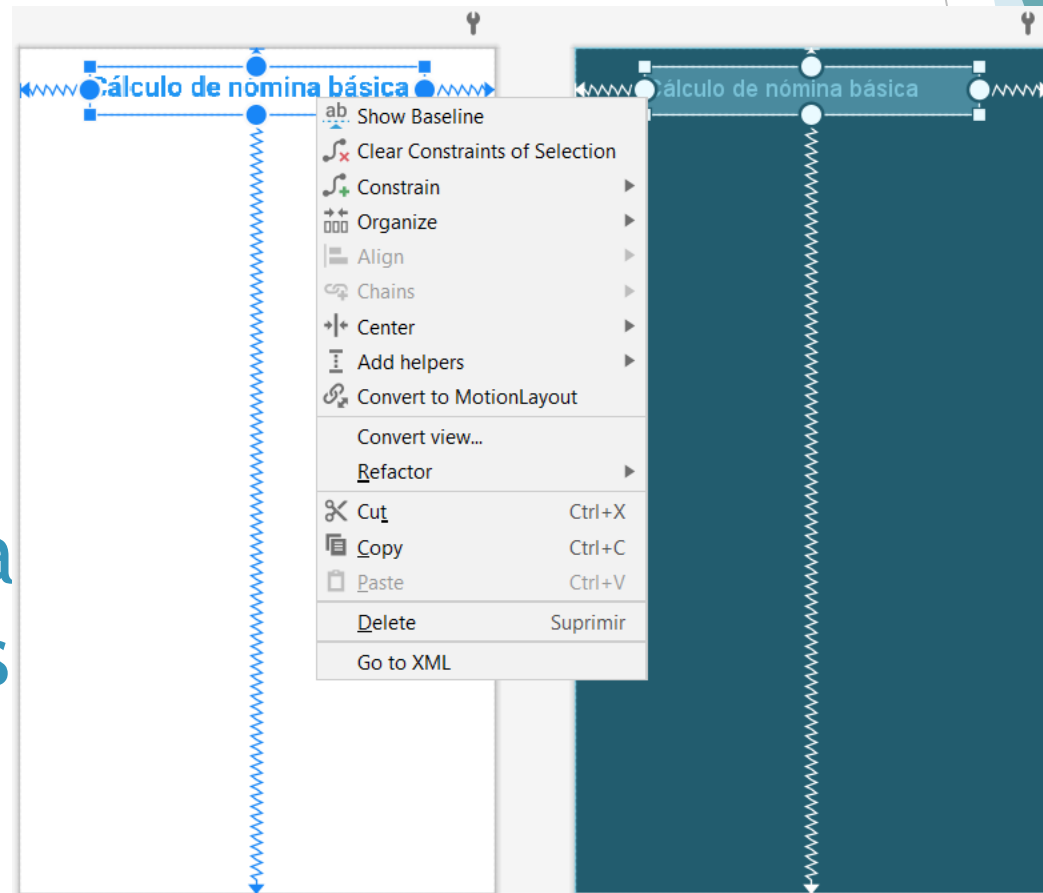 Cálculo de nómina básica
Cálculo de nómina básica
ab
Show Baseline
Clear Constraints of Selection
Constrain
Organize
Align
Chains
Center
Add helpers
Convert to MotionLayout
Convert view...
Refactor
Cut Ctrl+X
Copy Ctrl+C
Paste Ctrl+V
Delete Suprimir
Go to XML
a
s